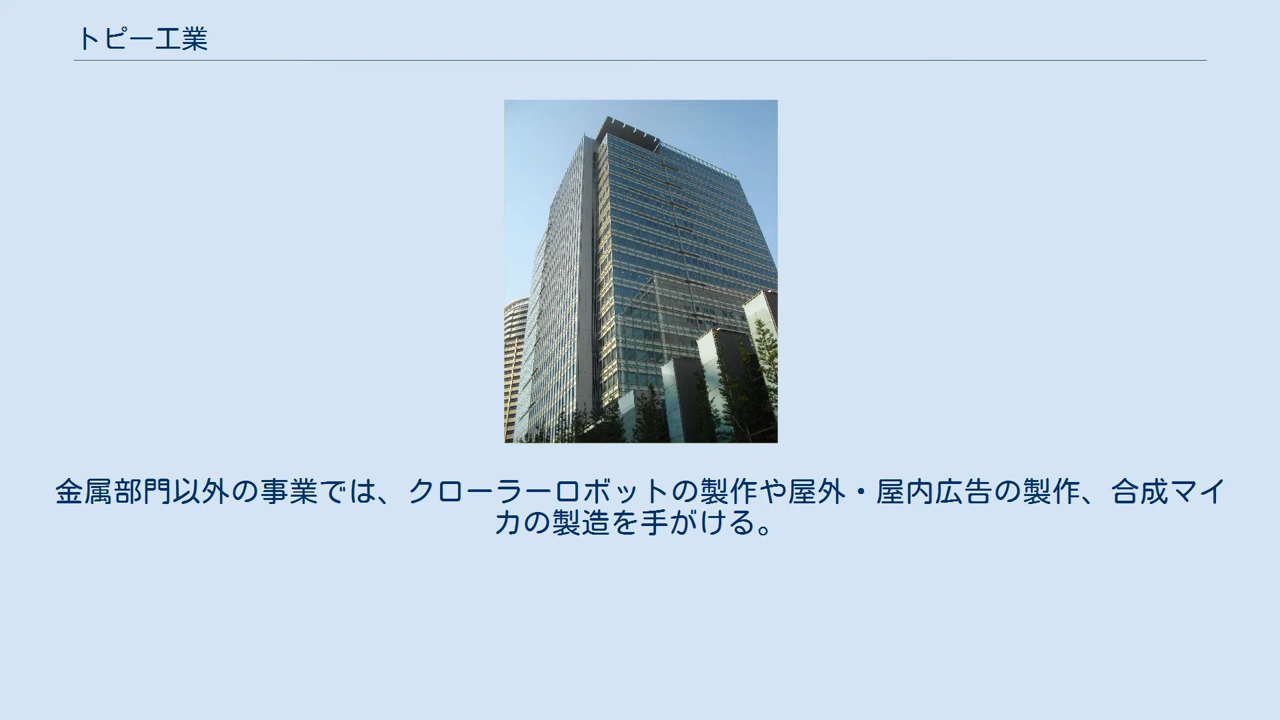 トピー工業
金属部門以外の事業では、クローラーロボットの製作や屋外・屋内広告の製作、合成マイ
カの製造を手がける。